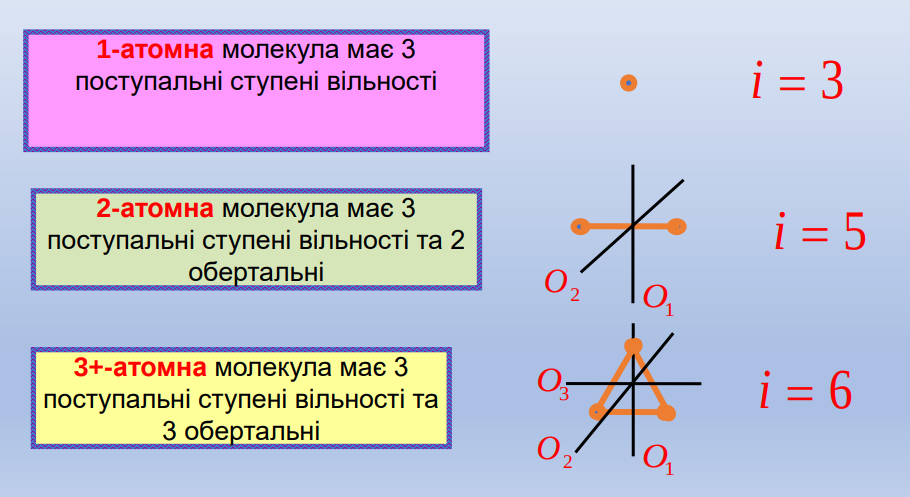 1-атомна молекула має 3
поступальні ступені вільності
i = 3
2-атомна молекула має 3
поступальні ступені вільності та 2
обертальні
i = 5
O₂
O₁
3+-атомна молекула має 3
поступальні ступені вільності та
3 обертальні
O₃
i = 6
O₂
O₁